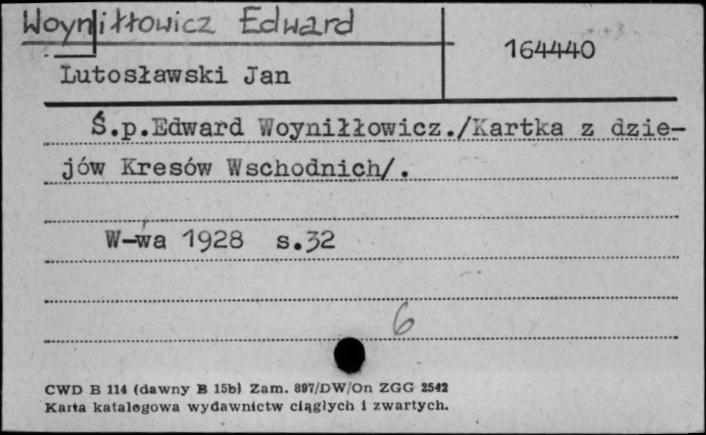 Woyniłłowicz Edward
164440
Lutosławski Jan
Ś.p.Edward Woyniłłowicz./Kartka z dzie-
jów Kresów Wschodnich/.
W-wa 1928 s.32
6
CWD B 114 (dawny B 15b) Zam. 897/DW/On ZGG 2542
Karta katalogowa wydawnictw ciągłych i zwartych.